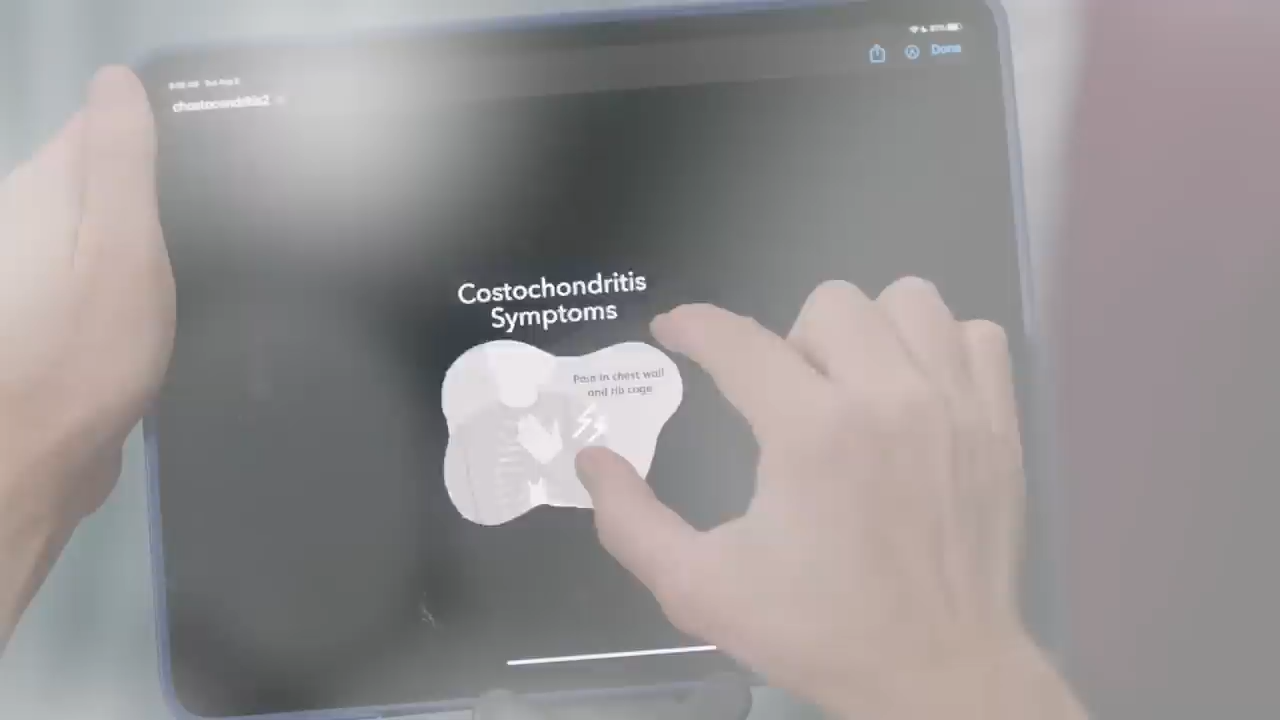 Done
Costochondritis
Symptoms
Pain in chest wall
and rib cage